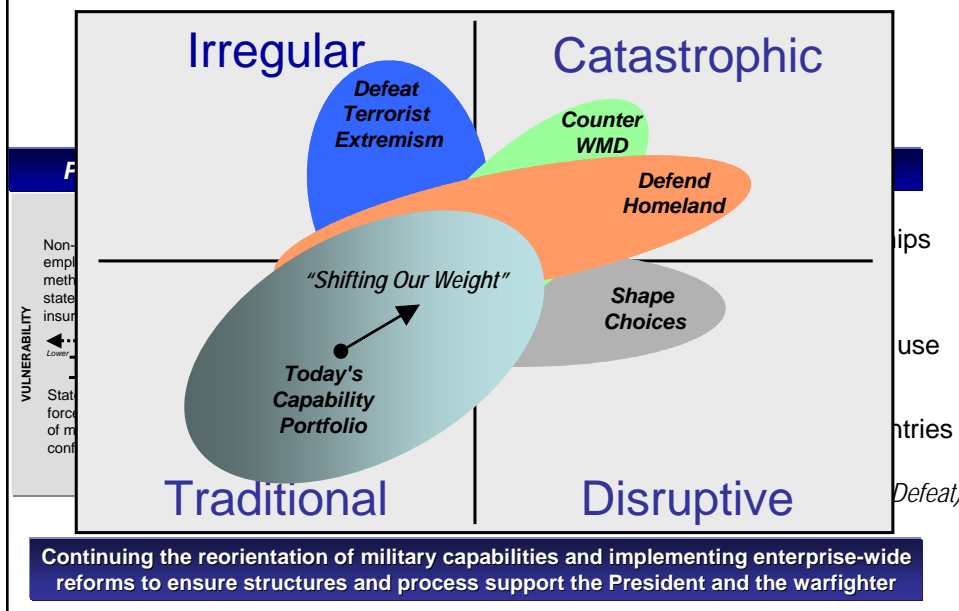 Irregular
Catastrophic
Defeat
Terrorist
Extremism
Counter
WMD
Defend
Homeland
"Shifting Our Weight"
Shape
Choices
Today's
Capability
Portfolio
Traditional
Disruptive
VULNERABILITY
Lower
use
Defeat)
Continuing the reorientation of military capabilities and implementing enterprise-wide
reforms to ensure structures and process support the President and the warfighter